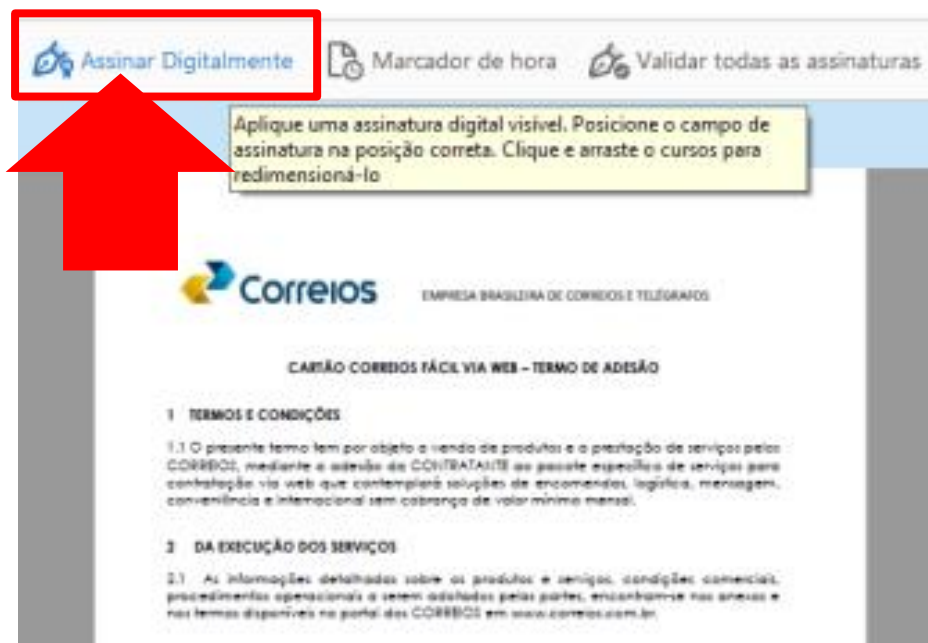 Assinar Digitalmente Marcador de hora Validar todas as assinaturas
Aplique uma assinatura digital visível. Posicione o campo de
assinatura na posição correta. Clique e arraste o cursos para
redimensioná-lo
Correios EMPRESA BRASILEIRA DE CORREIOS E TELÉGRAFOS
CARTÃO CORREIOS FÁCIL VIA WEB – TERMO DE ADESÃO
1 TERMOS E CONDIÇÕES
1.1 O presente termo tem por objeto a venda de produtos e a prestação de serviços pelos
CORREIOS, mediante a adesão da CONTRATANTE ao pacote específico de serviços para
contratação via web que contemplará soluções de encomendas, logística, mensagem,
conveniência e internacional sem cobrança de valor mínimo mensal.
2 DA EXECUÇÃO DOS SERVIÇOS
2.1 As informações detalhadas sobre os produtos e serviços, condições comerciais,
procedimentos operacionais a serem adotados pelas partes, encontram-se nos anexos e
nos termos disponíveis no portal dos CORREIOS em www.correios.com.br.